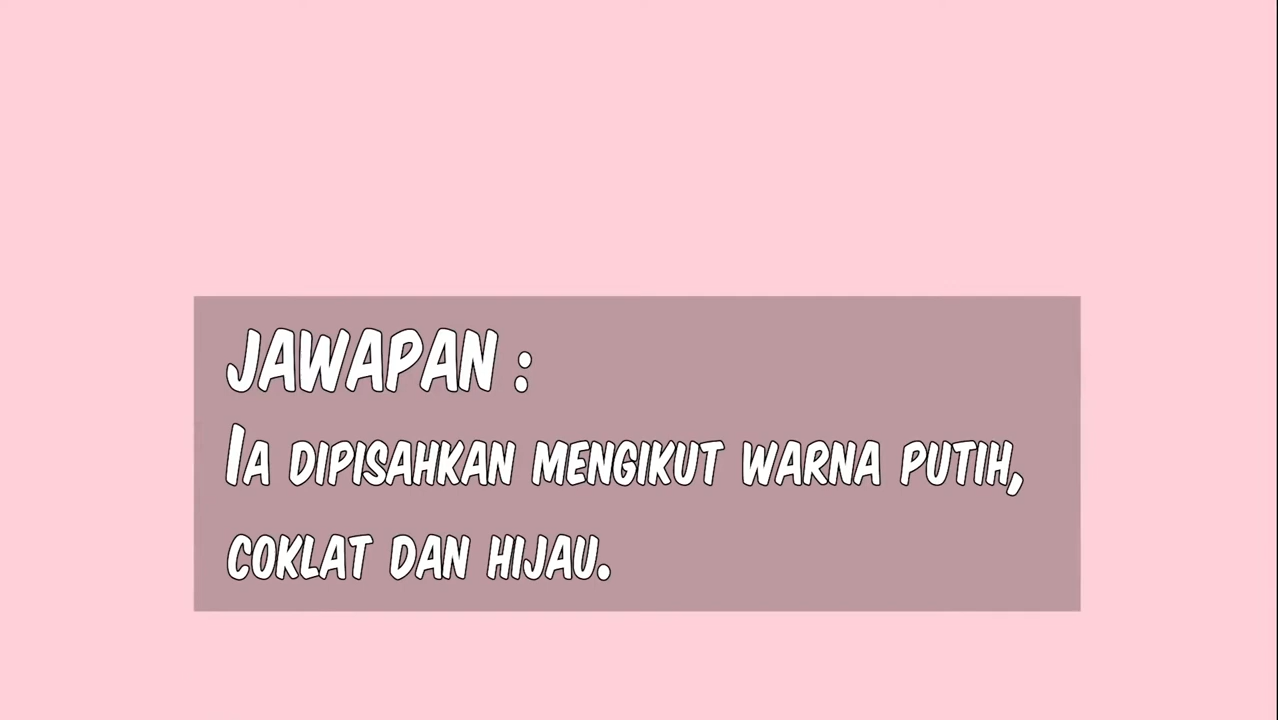 JAWAPAN :
IA DIPISAHKAN MENGIKUT WARNA PUTIH,
COKLAT DAN HIJAU.